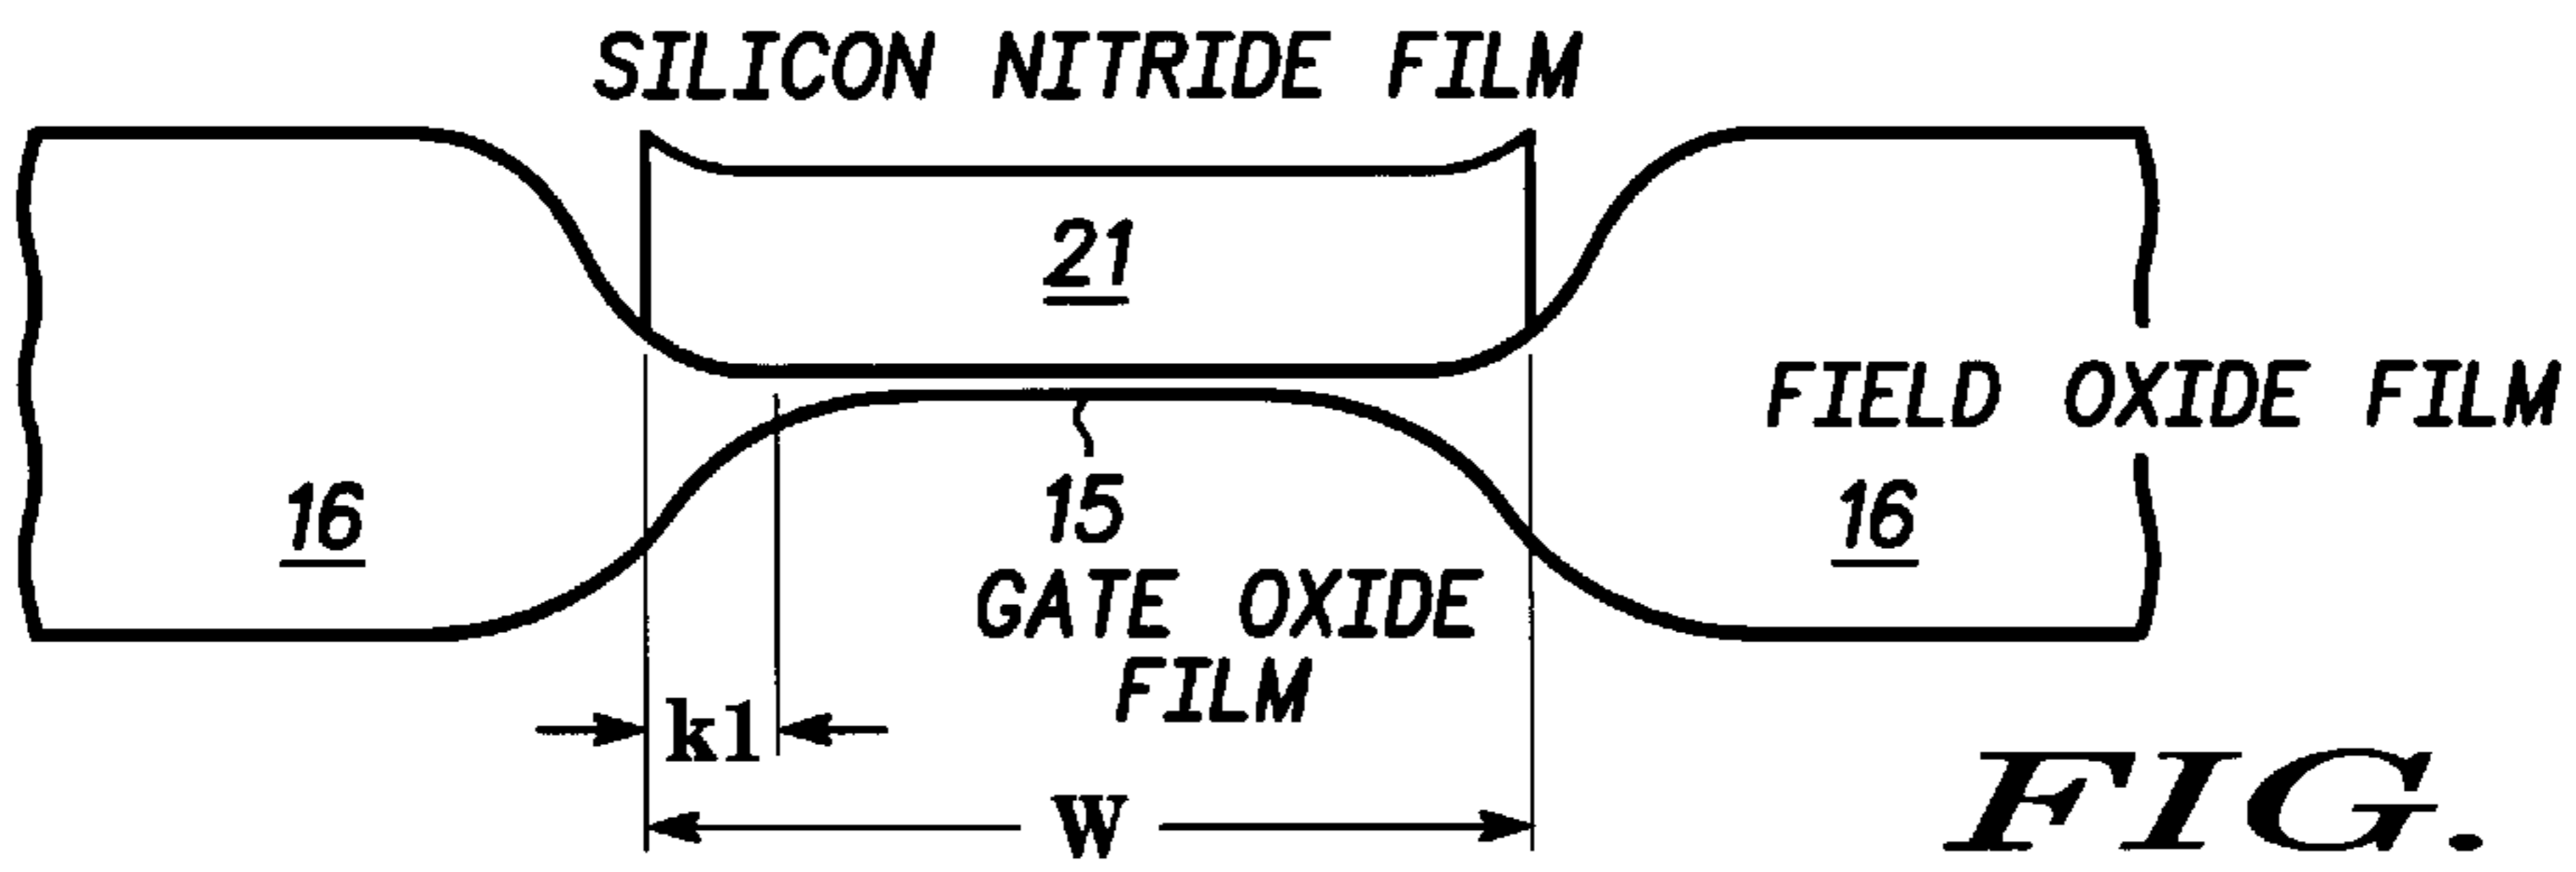 SILICON NITRIDE FILM
21
FIELD OXIDE FILM
16
15
16
GATE OXIDE
FILM
k1
W
FIG.